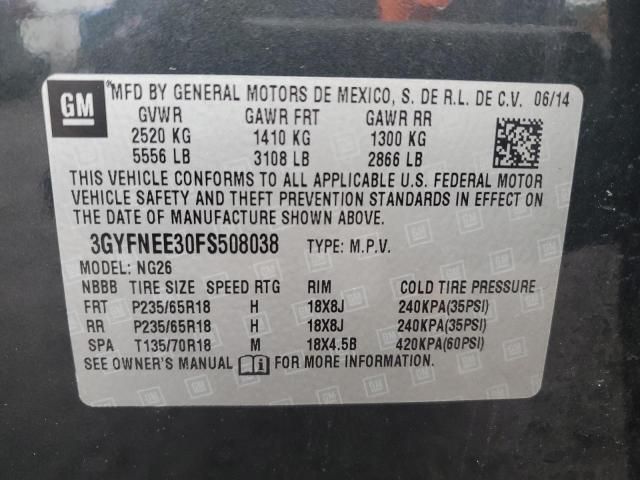 GM
MFD BY GENERAL MOTORS DE MEXICO, S. DE R.L. DE C.V. 06/14
GVWR GAWR FRT GAWR RR
2520 KG 1410 KG 1300 KG
5556 LB 3108 LB 2866 LB
THIS VEHICLE CONFORMS TO ALL APPLICABLE U.S. FEDERAL MOTOR
VEHICLE SAFETY AND THEFT PREVENTION STANDARDS IN EFFECT ON
THE DATE OF MANUFACTURE SHOWN ABOVE.
3GYFNEE30FS508038 TYPE: M.P.V.
MODEL: NG26
NBBB TIRE SIZE SPEED RTG RIM COLD TIRE PRESSURE
FRT P235/65R18 H 18X8J 240KPA(35PSI)
RR P235/65R18 H 18X8J 240KPA(35PSI)
SPA T135/70R18 M 18X4.5B 420KPA(60PSI)
SEE OWNER'S MANUAL FOR MORE INFORMATION.